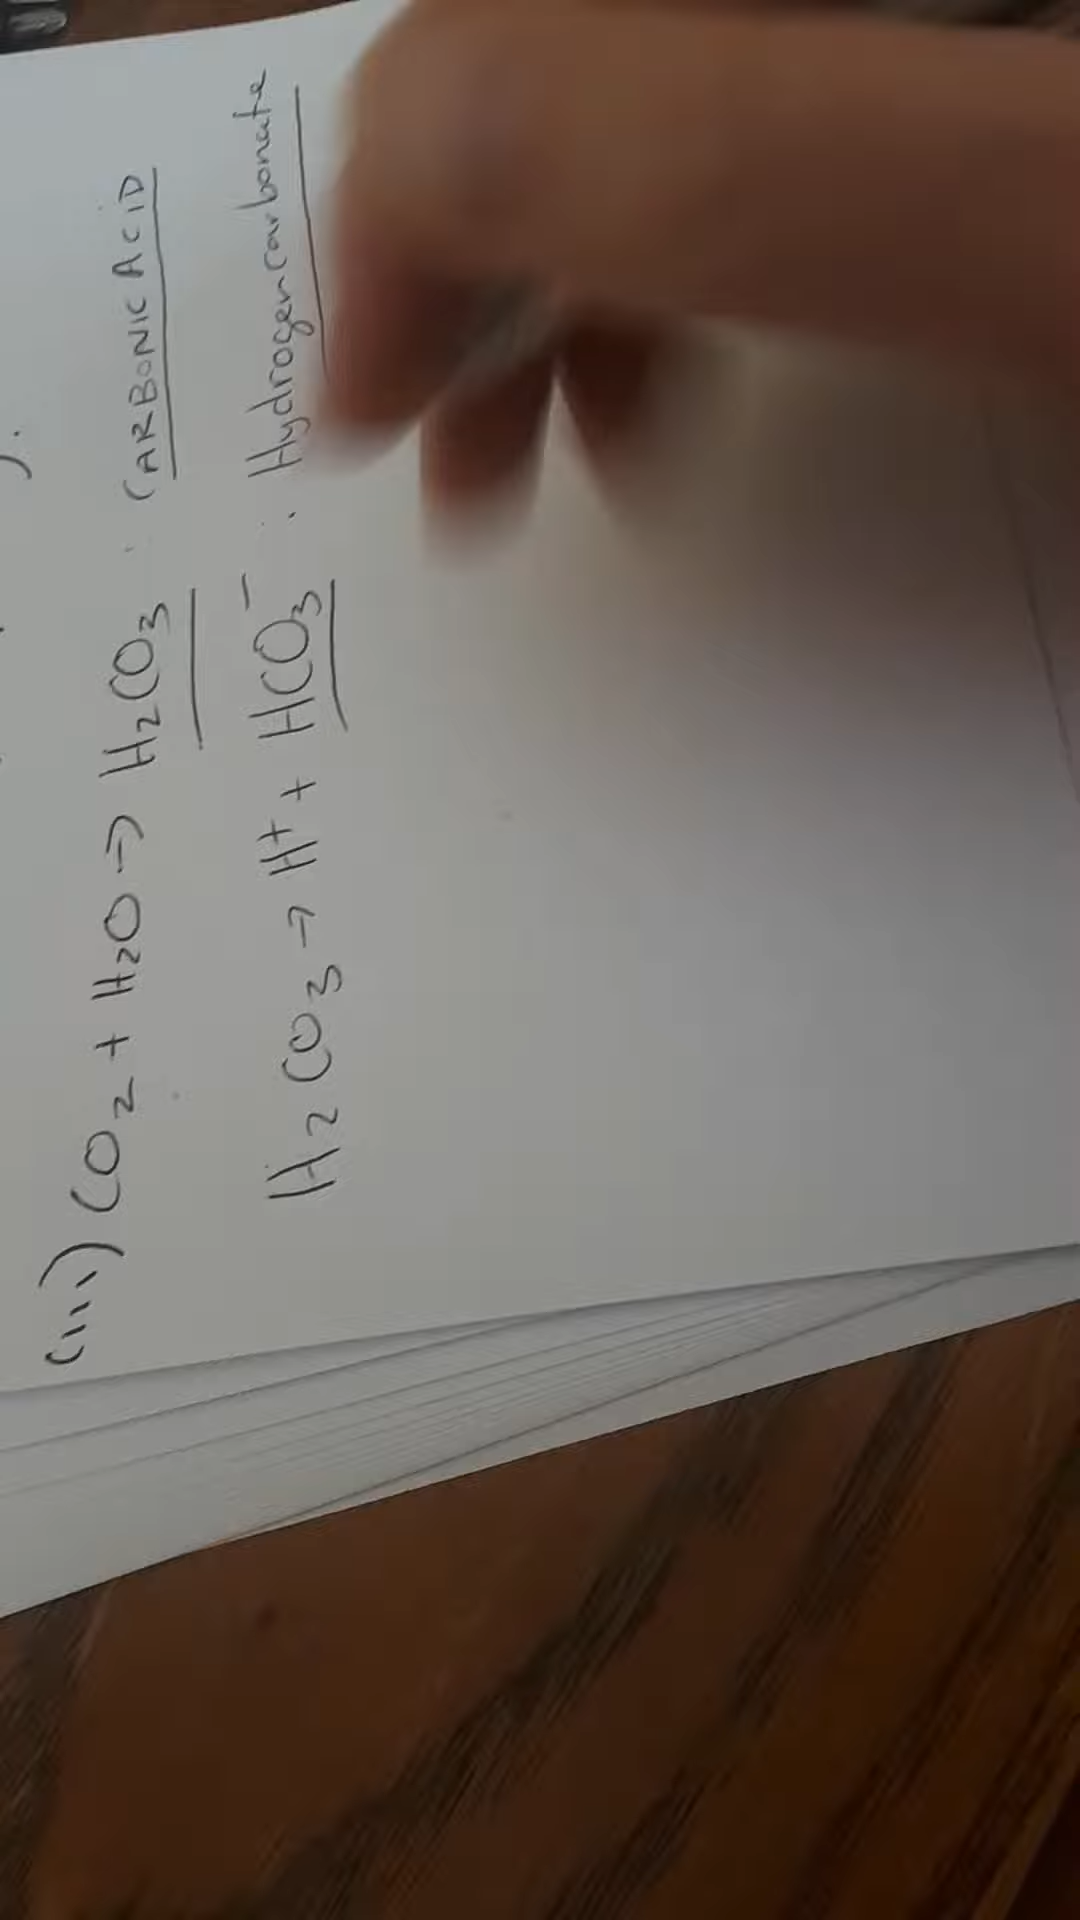 (iii) CO₂ + H₂O → H₂CO₃ : CARBONIC ACID
H₂CO₃ → H⁺ + HCO₃⁻ : Hydrogencarbonate